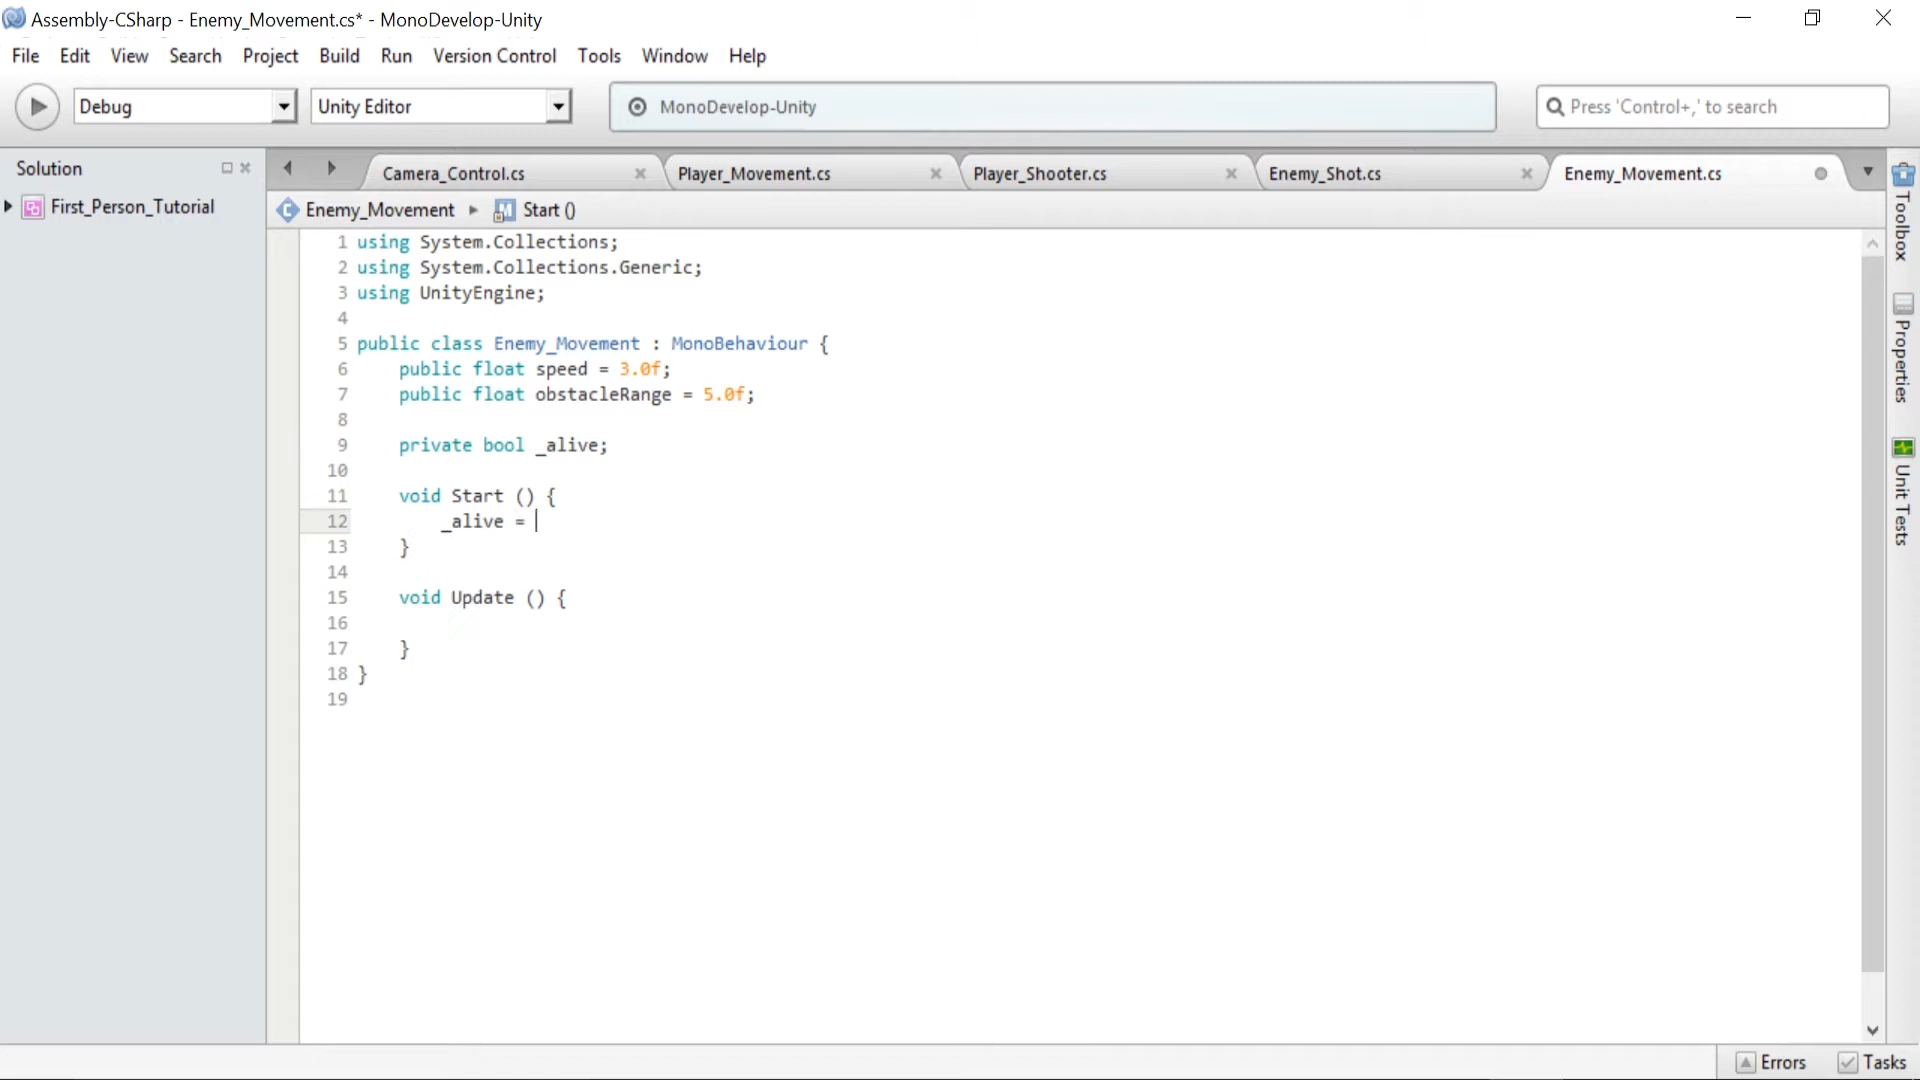 Assembly-CSharp - Enemy_Movement.cs* - MonoDevelop-Unity
File Edit View Search Project Build Run Version Control Tools Window Help
Debug Unity Editor MonoDevelop-Unity Press 'Control+,' to search
Solution Camera_Control.cs Player_Movement.cs Player_Shooter.cs Enemy_Shot.cs Enemy_Movement.cs
First_Person_Tutorial Enemy_Movement Start ()
1 using System.Collections;
2 using System.Collections.Generic;
3 using UnityEngine;
4
5 public class Enemy_Movement : MonoBehaviour {
6 public float speed = 3.0f;
7 public float obstacleRange = 5.0f;
8
9 private bool _alive;
10
11 void Start () {
12 _alive =
13 }
14
15 void Update () {
16
17 }
18 }
19
Toolbox
Properties
Unit Tests
Errors Tasks